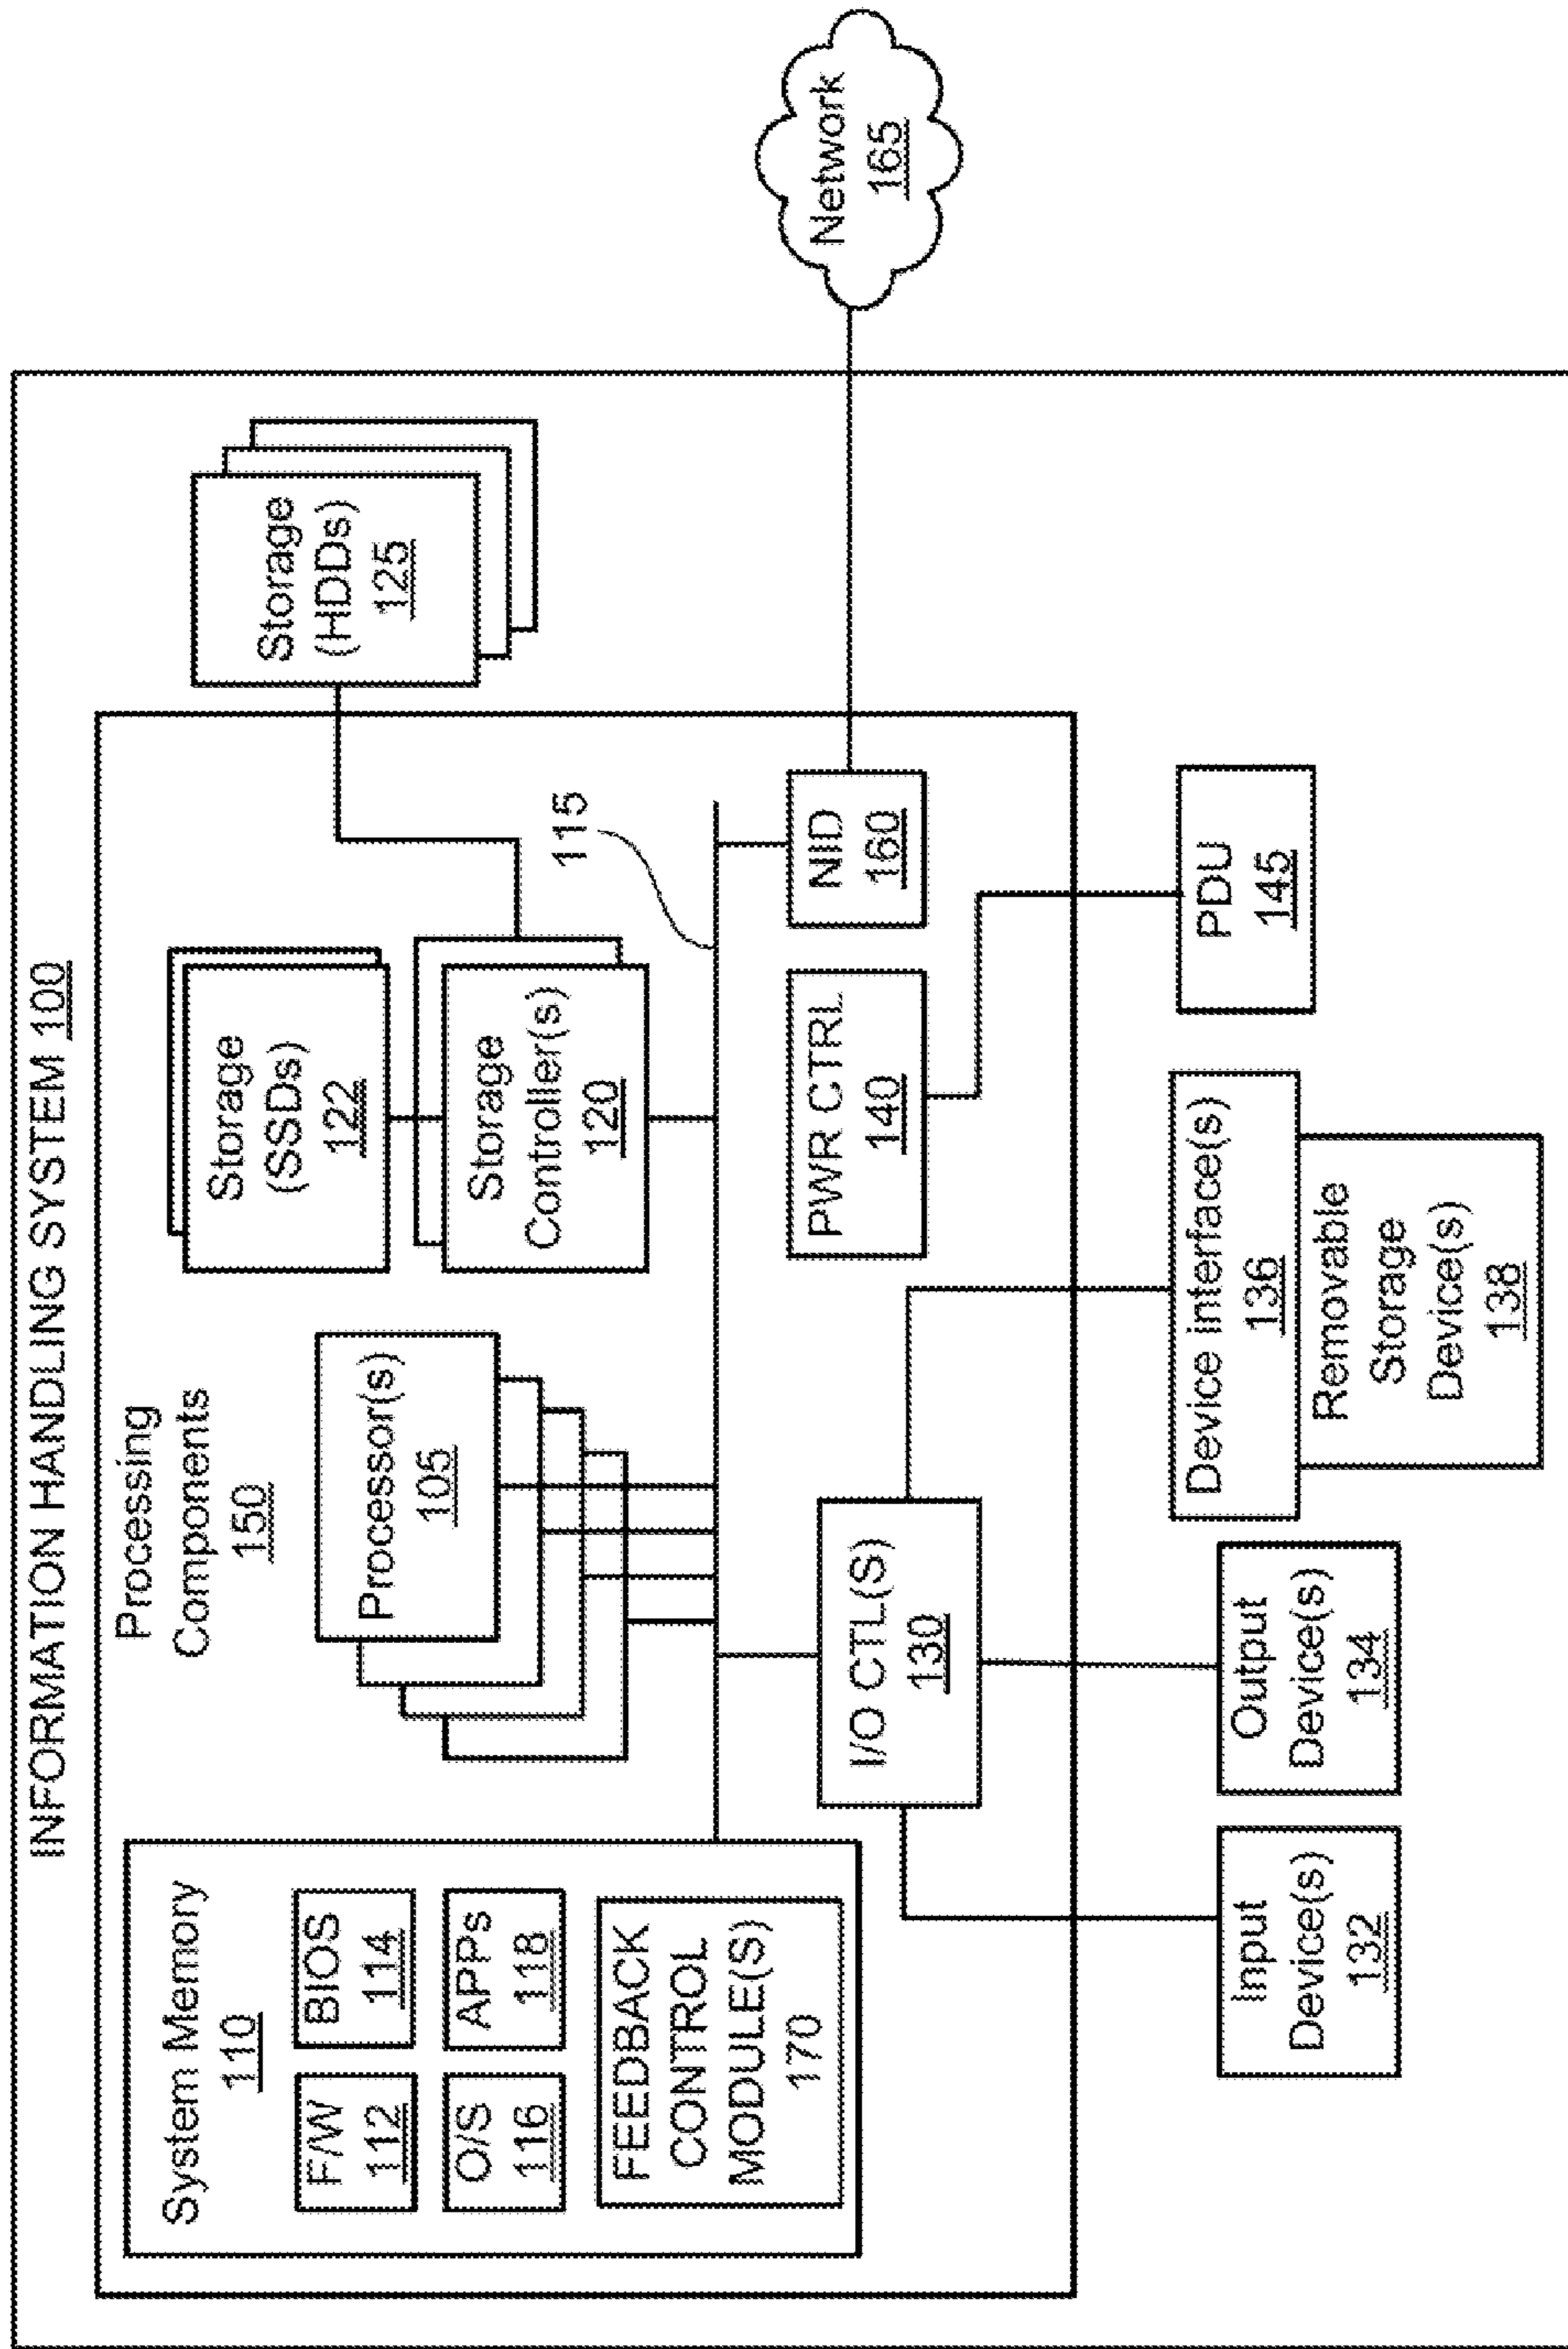 INFORMATION HANDLING SYSTEM 100
System Memory
110
F/W
112
BIOS
114
O/S
116
APPs
118
FEEDBACK
CONTROL
MODULE(S)
170
Processing
Components
150
Processor(s)
105
Storage
(SSDs)
122
Storage
Controller(s)
120
Storage
(HDDs)
125
115
I/O CTL(S)
130
PWR CTRL
140
NID
160
Network
165
Input
Device(s)
132
Output
Device(s)
134
Device interface(s)
136
Removable
Storage
Device(s)
138
PDU
145